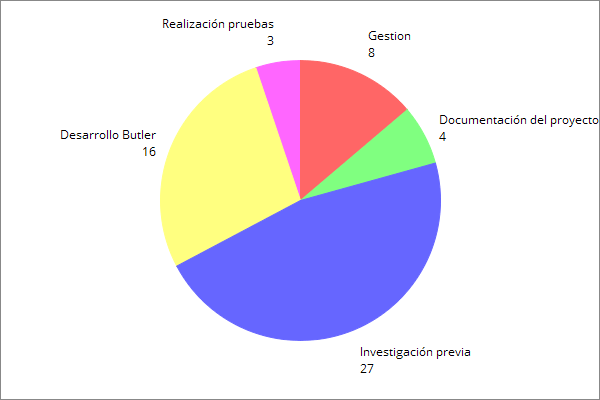 Realización pruebas
3
Gestion
8
Documentación del proyecto
4
Desarrollo Butler
16
Investigación previa
27